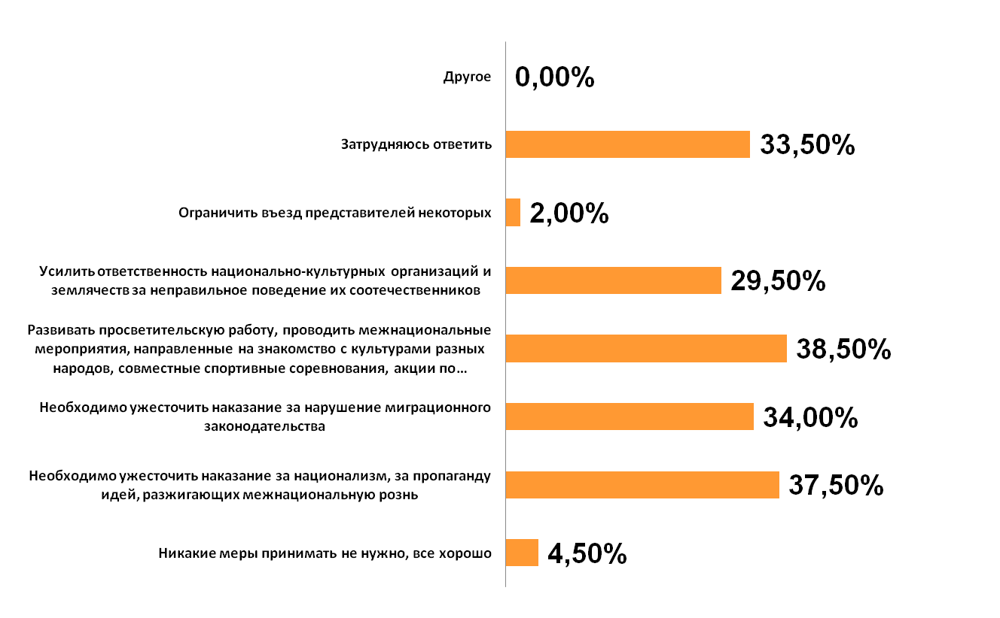 Другое
0,00%
Затрудняюсь ответить
33,50%
Ограничить въезд представителей некоторых
2,00%
Усилить ответственность национально-культурных организаций и
землячеств за неправильное поведение их соотечественников
29,50%
Развивать просветительскую работу, проводить межнациональные
мероприятия, направленные на знакомство с культурами разных
народов, совместные спортивные соревнования, акции по...
38,50%
Необходимо ужесточить наказание за нарушение миграционного
законодательства
34,00%
Необходимо ужесточить наказание за национализм, за пропаганду
идей, разжигающих межнациональную рознь
37,50%
Никакие меры принимать не нужно, все хорошо
4,50%